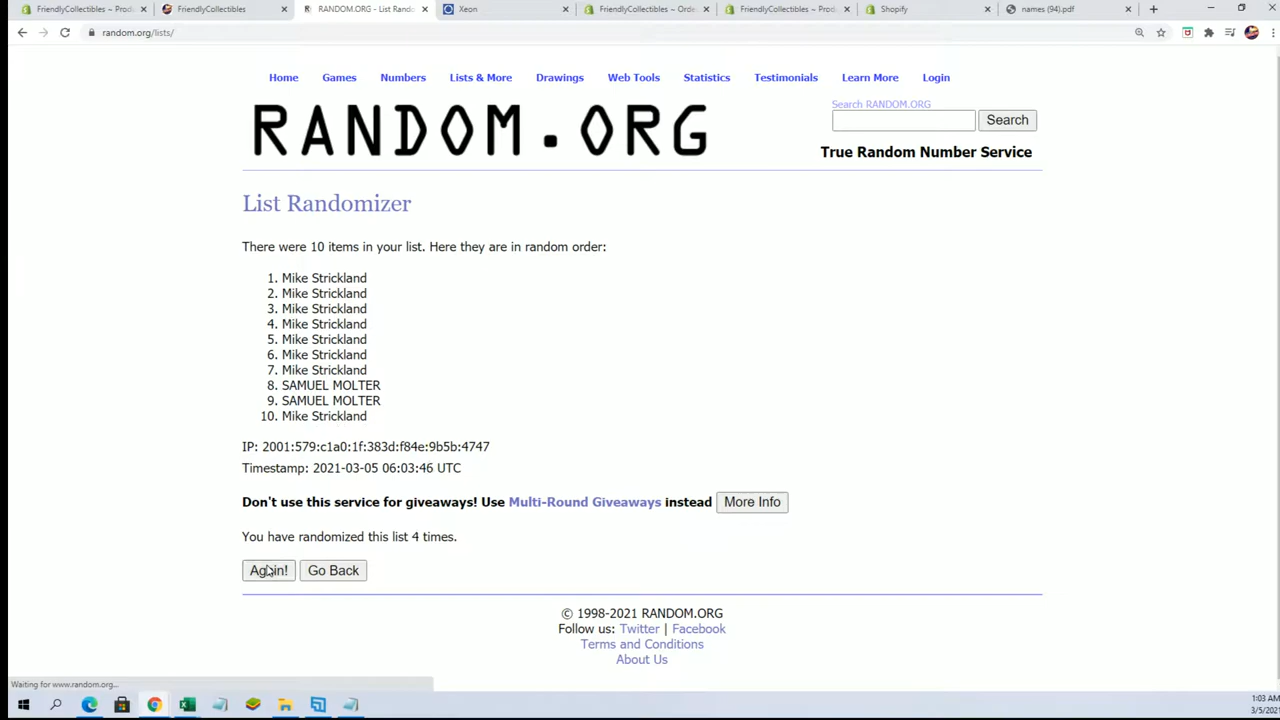 FriendlyCollectibles ~ Prod
FriendlyCollectibles
RANDOM.ORG - List Rando
Xeon
FriendlyCollectibles ~ Orde
FriendlyCollectibles ~ Prod
Shopify
names (94).pdf
random.org/lists/
Home Games Numbers Lists & More Drawings Web Tools Statistics Testimonials Learn More Login
RANDOM.ORG
Search RANDOM.ORG
Search
True Random Number Service
List Randomizer
There were 10 items in your list. Here they are in random order:
1. Mike Strickland
2. Mike Strickland
3. Mike Strickland
4. Mike Strickland
5. Mike Strickland
6. Mike Strickland
7. Mike Strickland
8. SAMUEL MOLTER
9. SAMUEL MOLTER
10. Mike Strickland
IP: 2001:579:c1a0:1f:383d:f84e:9b5b:4747
Timestamp: 2021-03-05 06:03:46 UTC
Don't use this service for giveaways! Use Multi-Round Giveaways instead More Info
You have randomized this list 4 times.
Again! Go Back
© 1998-2021 RANDOM.ORG
Follow us: Twitter | Facebook
Terms and Conditions
About Us
Waiting for www.random.org...
1:03 AM
3/5/2021